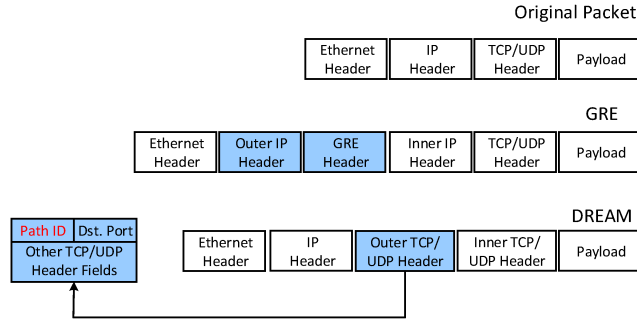 Original Packet
Ethernet Header
IP Header
TCP/UDP Header
Payload
GRE
Ethernet Header
Outer IP Header
GRE Header
Inner IP Header
TCP/UDP Header
Payload
DREAM
Path ID
Dst. Port
Other TCP/UDP Header Fields
Ethernet Header
IP Header
Outer TCP/ UDP Header
Inner TCP/ UDP Header
Payload